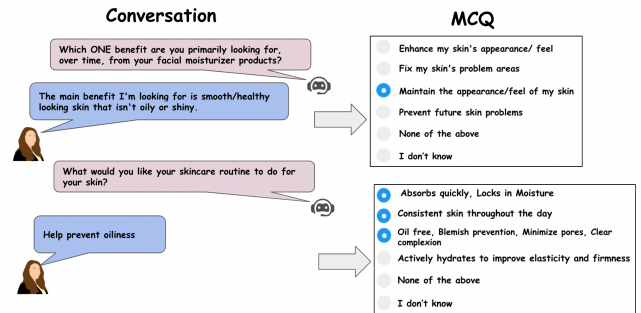 Conversation
MCQ
Which ONE benefit are you primarily looking for,
over time, from your facial moisturizer products?
The main benefit I'm looking for is smooth/healthy
looking skin that isn't oily or shiny.
Enhance my skin's appearance/ feel
Fix my skin's problem areas
Maintain the appearance/feel of my skin
Prevent future skin problems
None of the above
I don't know
What would you like your skincare routine to do for
your skin?
Help prevent oiliness
Absorbs quickly, Locks in Moisture
Consistent skin throughout the day
Oil free, Blemish prevention, Minimize pores, Clear
complexion
Actively hydrates to improve elasticity and firmness
None of the above
I don't know